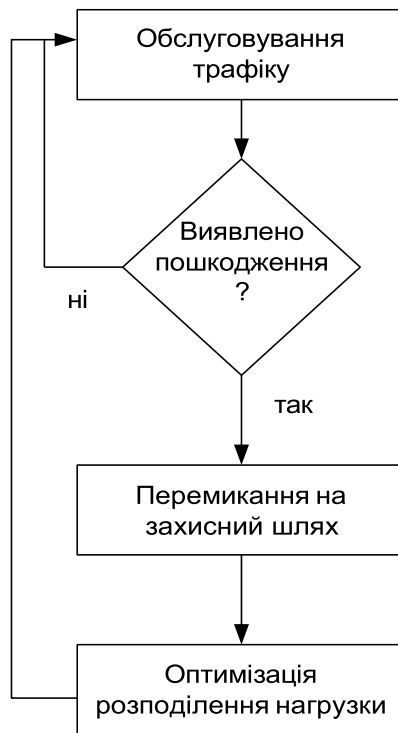 Обслуговування
трафіку
Виявлено
пошкодження
?
ні
так
Перемикання на
захисний шлях
Оптимізація
розподілення нагрузки